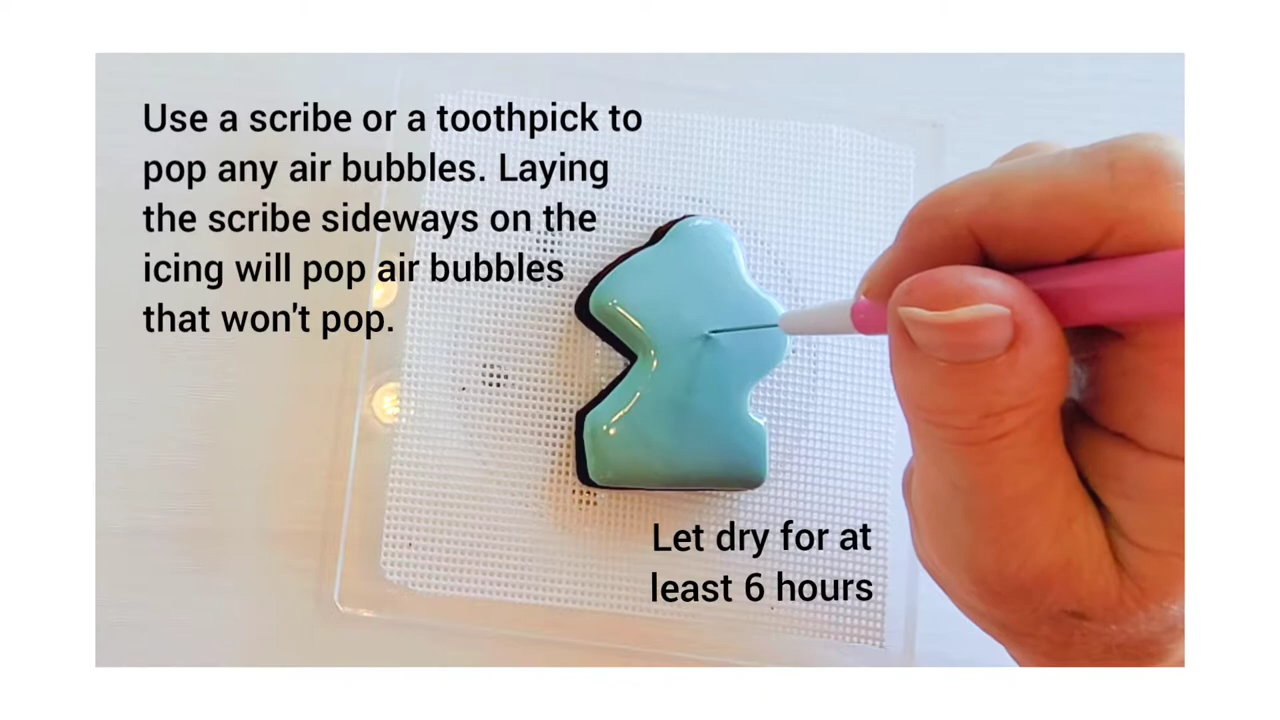 Use a scribe or a toothpick to
pop any air bubbles. Laying
the scribe sideways on the
icing will pop air bubbles
that won't pop.
Let dry for at
least 6 hours